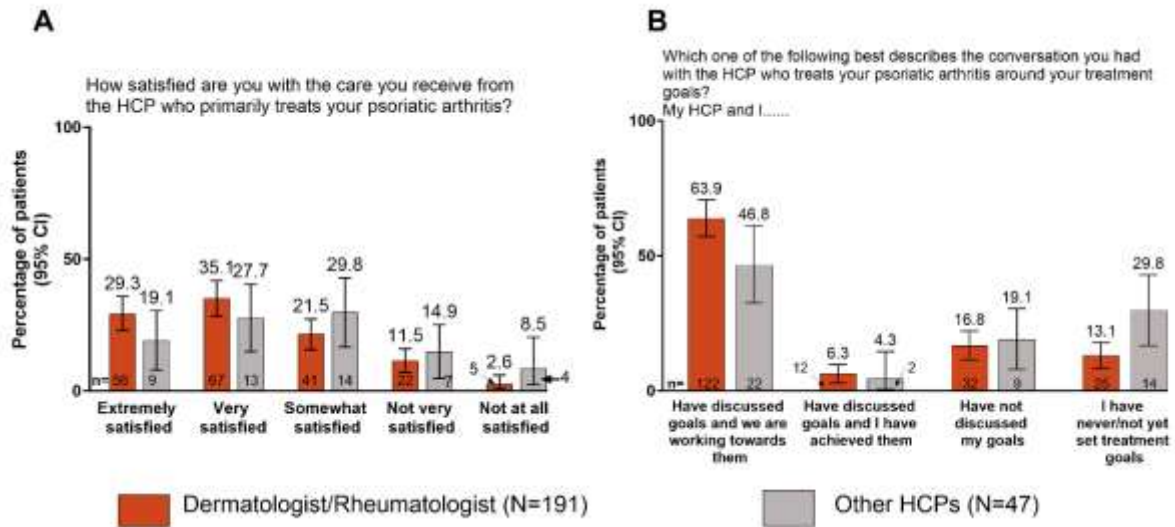 A
How satisfied are you with the care you receive from
the HCP who primarily treats your psoriatic arthritis?
Percentage of patients
(95% CI)
100
50
0
29.3
19.1
35.1
27.7
21.5
29.8
11.5
14.9
2.6
8.5
n=
56
9
67
13
41
14
22
7
5
4
Extremely
satisfied
Very
satisfied
Somewhat
satisfied
Not very
satisfied
Not at all
satisfied
B
Which one of the following best describes the conversation you had
with the HCP who treats your psoriatic arthritis around your treatment
goals?
My HCP and I......
Percentage of patients
(95% CI)
100
50
0
63.9
46.8
6.3
4.3
16.8
19.1
13.1
29.8
n=
122
22
12
2
32
9
25
14
Have discussed
goals and we are
working towards
them
Have discussed
goals and I have
achieved them
Have not
discussed
my goals
I have
never/not yet
set treatment
goals
Dermatologist/Rheumatologist (N=191)
Other HCPs (N=47)